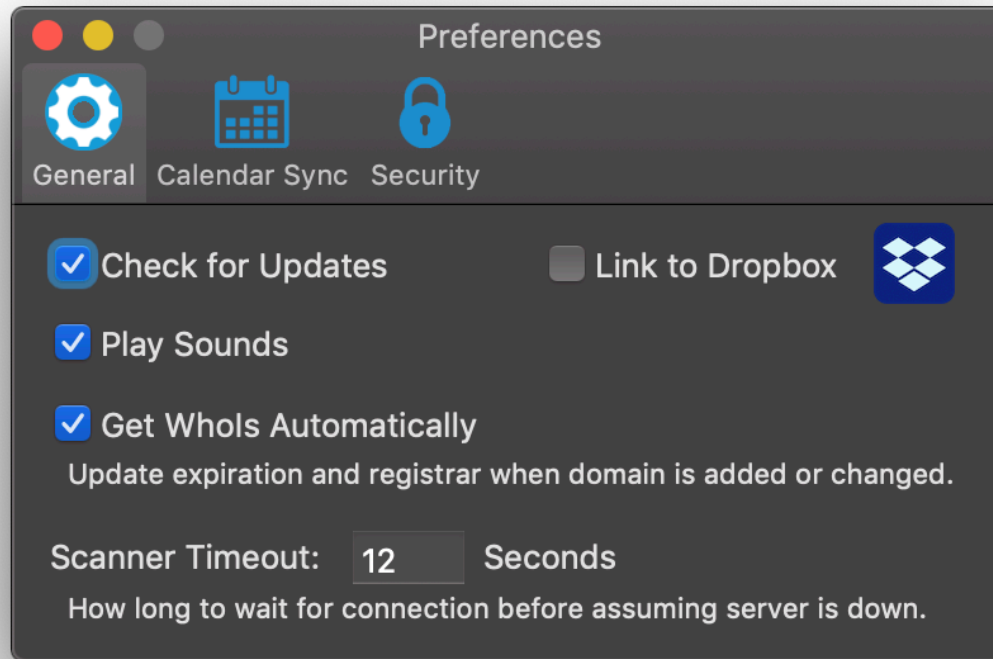 Preferences
General Calendar Sync Security
Check for Updates Link to Dropbox
Play Sounds
Get WhoIs Automatically
Update expiration and registrar when domain is added or changed.
Scanner Timeout: 12 Seconds
How long to wait for connection before assuming server is down.